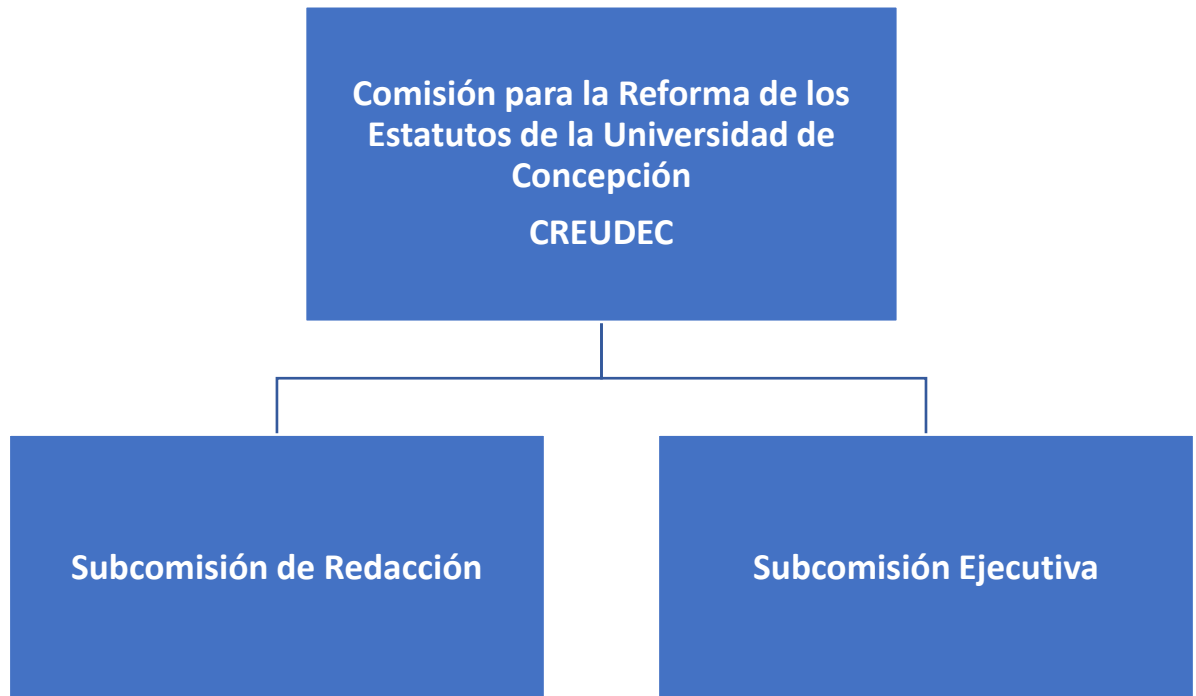 Comisión para la Reforma de los
Estatutos de la Universidad de
Concepción
CREUDEC
Subcomisión de Redacción
Subcomisión Ejecutiva